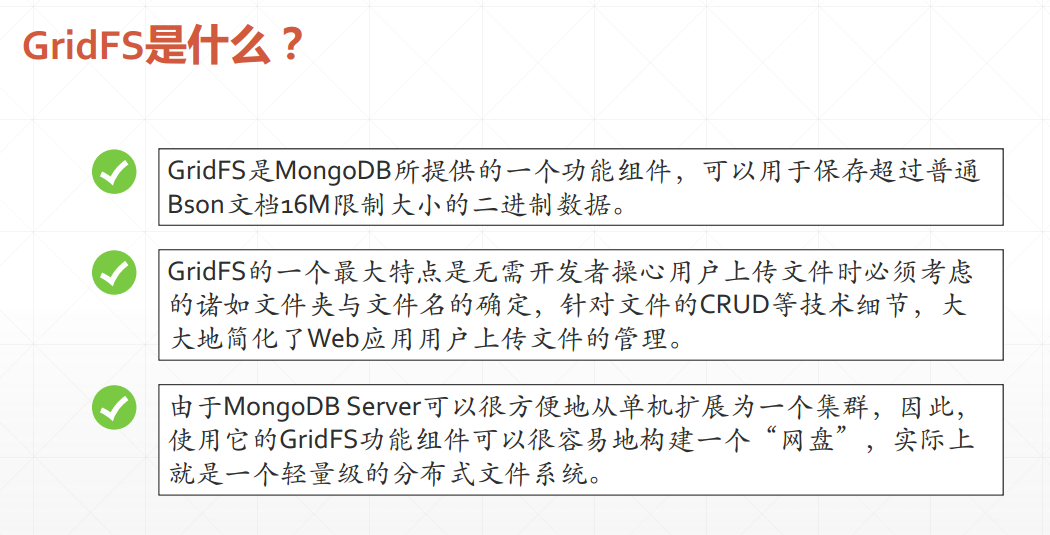 GridFS是什么？
GridFS是MongoDB所提供的一个功能组件，可以用于保存超过普通
Bson文档16M限制大小的二进制数据。
GridFS的一个最大特点是无需开发者操心用户上传文件时必须考虑
的诸如文件夹与文件名的确定，针对文件的CRUD等技术细节，大
大地简化了Web应用用户上传文件的管理。
由于MongoDB Server可以很方便地从单机扩展为一个集群，因此，
使用它的GridFS功能组件可以很容易地构建一个“网盘”，实际上
就是一个轻量级的分布式文件系统。